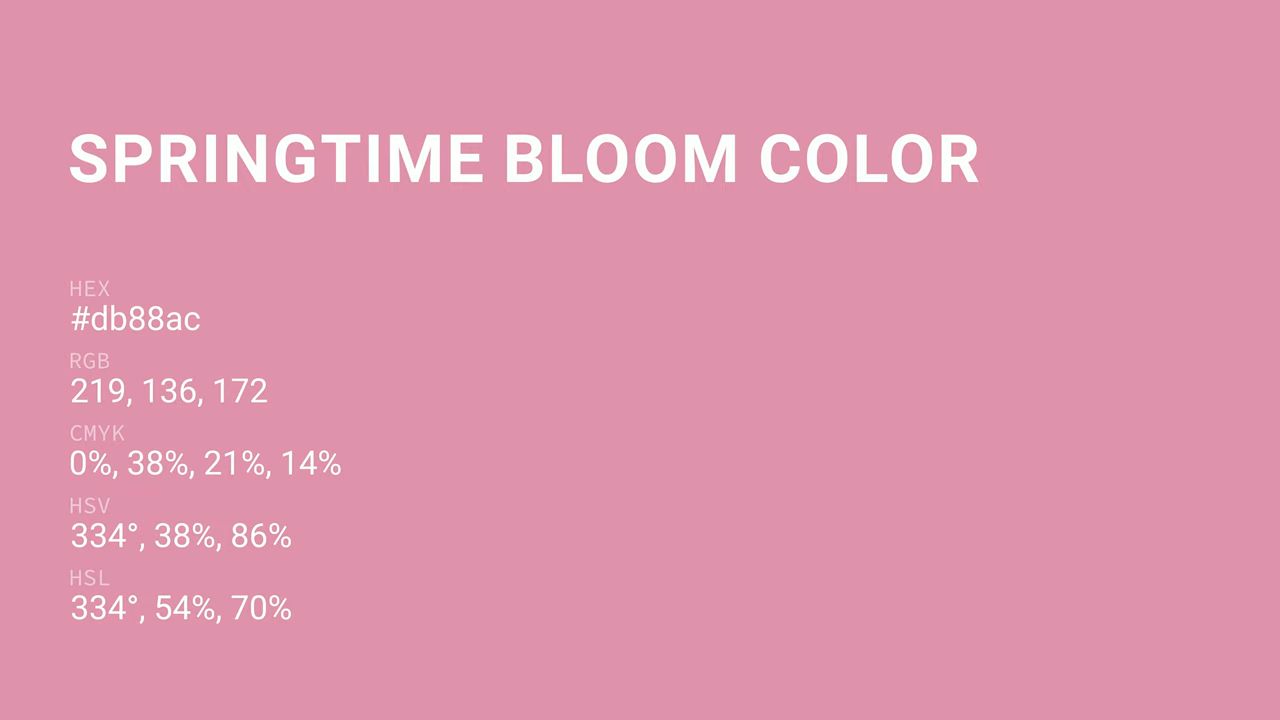 SPRINGTIME BLOOM COLOR
HEX
#db88ac
RGB
219, 136, 172
CMYK
0%, 38%, 21%, 14%
HSV
334°, 38%, 86%
HSL
334°, 54%, 70%